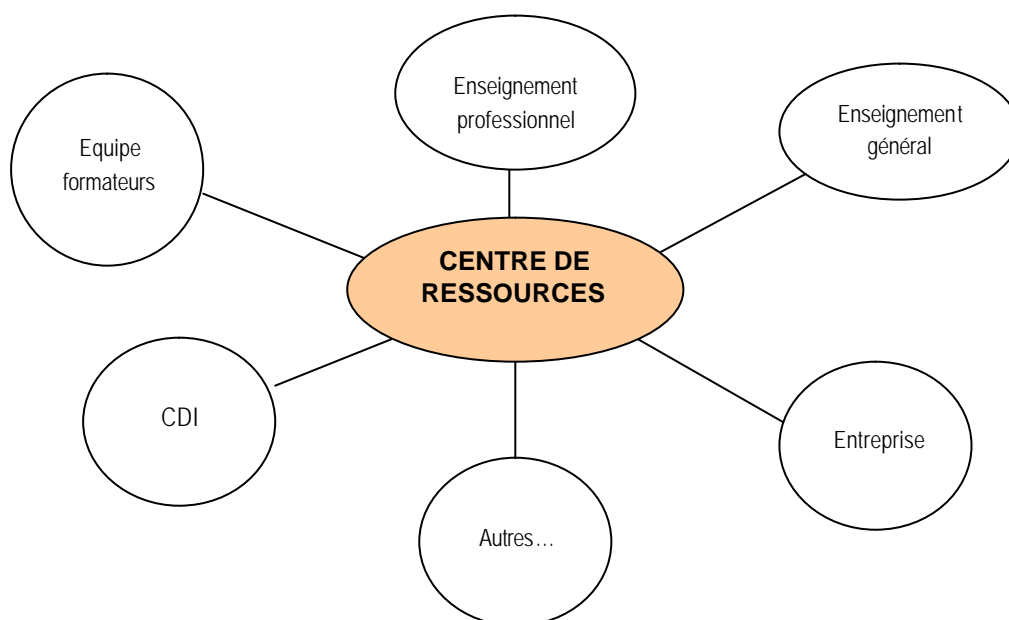 Enseignement
professionnel
Enseignement
général
Equipe
formateurs
CENTRE DE
RESSOURCES
CDI
Entreprise
Autres…